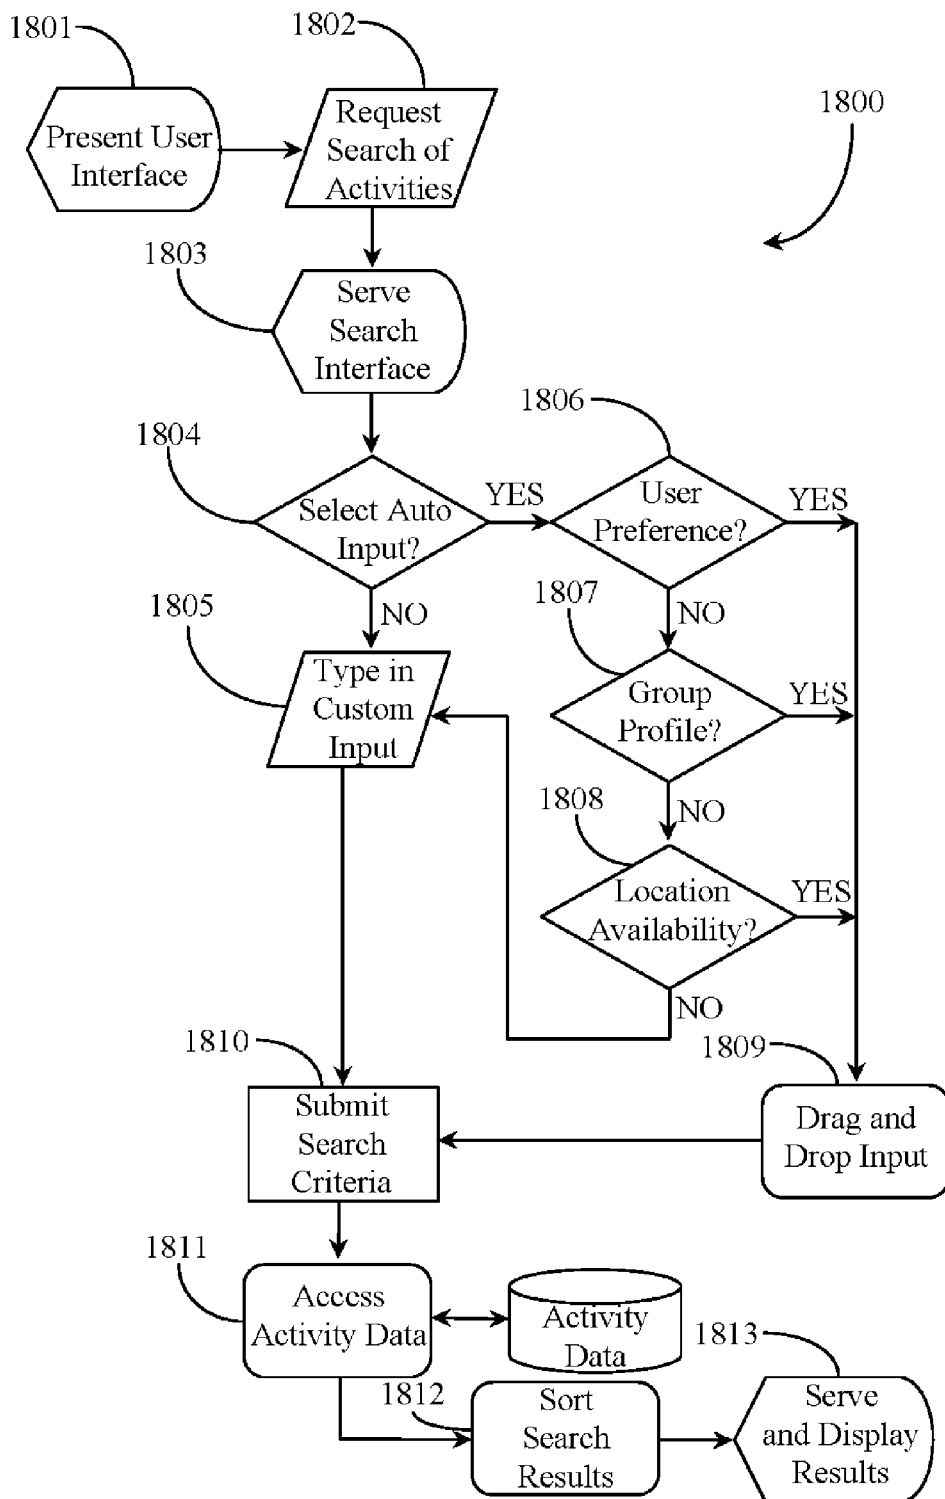 1801
1802
1800
Present User
Interface
Request
Search of
Activities
1803
Serve
Search
Interface
1804
1806
Select Auto
Input?
YES
User
Preference?
YES
NO
NO
1805
1807
Type in
Custom
Input
Group
Profile?
YES
NO
1808
Location
Availability?
YES
NO
1810
1809
Submit
Search
Criteria
Drag and
Drop Input
1811
Access
Activity Data
Activity
Data
1813
1812
Sort
Search
Results
Serve
and Display
Results